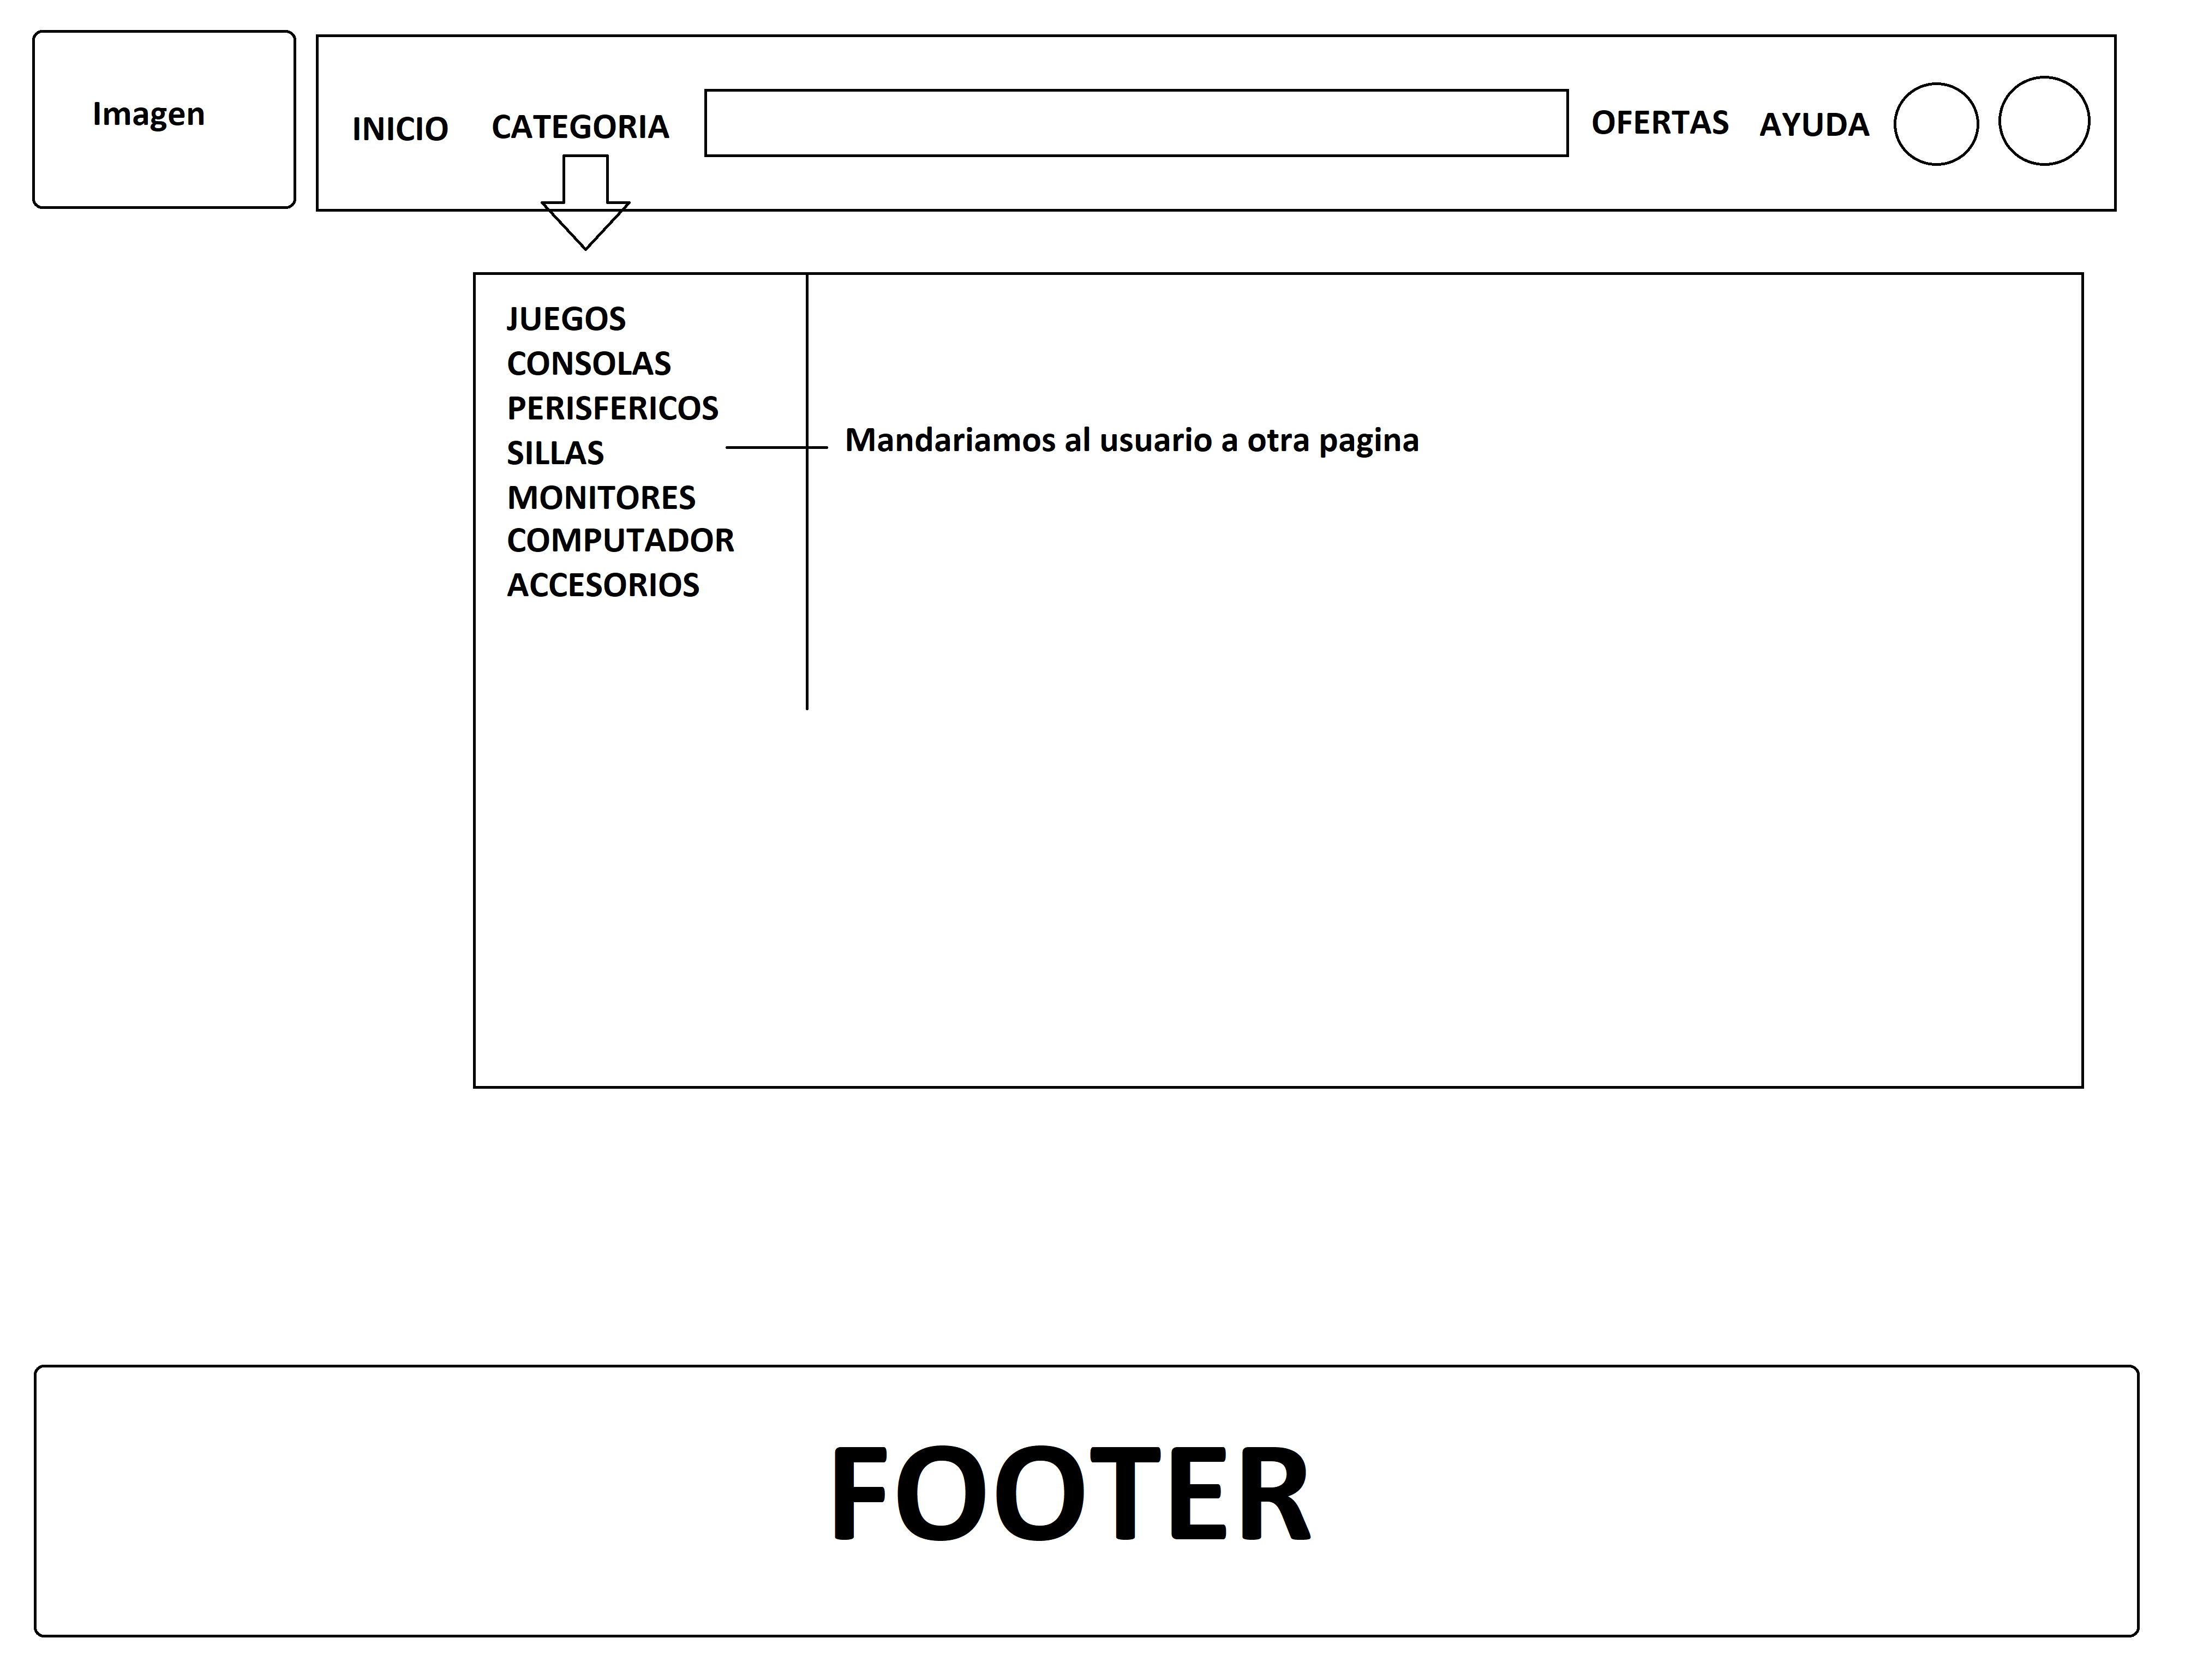 Imagen
INICIO
CATEGORIA
OFERTAS
AYUDA
JUEGOS
CONSOLAS
PERISFERICOS
SILLAS
MONITORES
COMPUTADOR
ACCESORIOS
Mandariamos al usuario a otra pagina
FOOTER